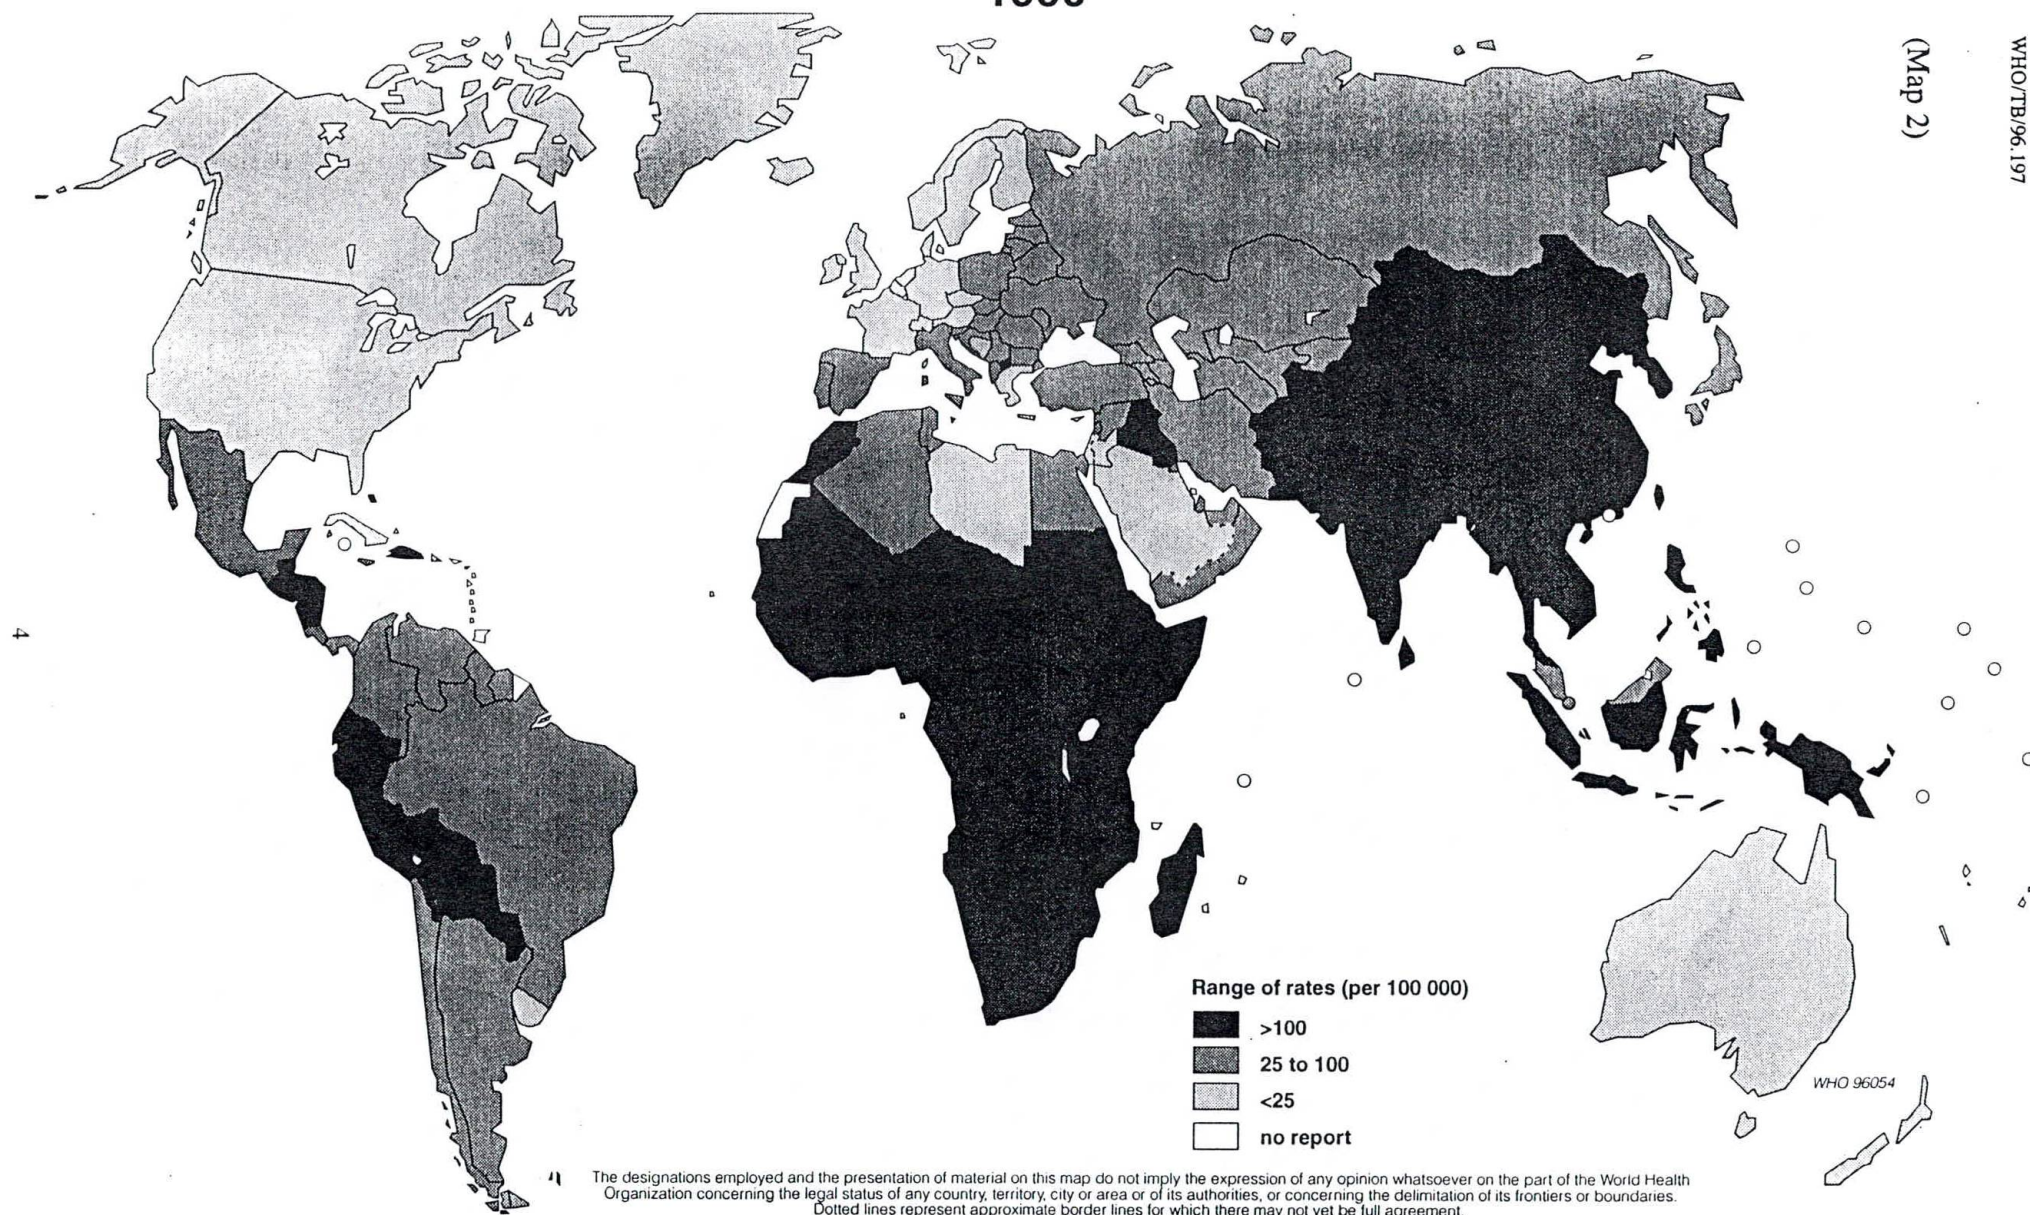 WHO/TB/96.197
(Map 2)
4
Range of rates (per 100 000)
>100
25 to 100
<25
no report
WHO 96054
The designations employed and the presentation of material on this map do not imply the expression of any opinion whatsoever on the part of the World Health
Organization concerning the legal status of any country, territory, city or area or of its authorities, or concerning the delimitation of its frontiers or boundaries.
Dotted lines represent approximate border lines for which there may not yet be full agreement.